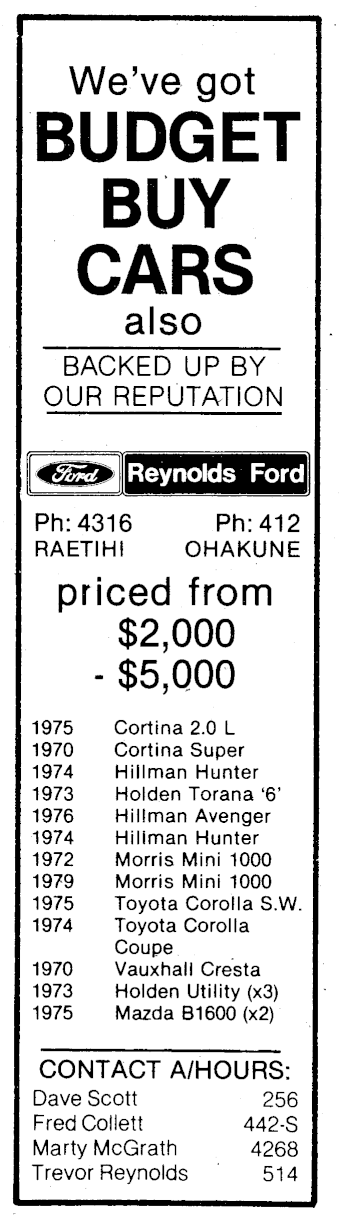 We've got
BUDGET
BUY
CARS
also
BACKED UP BY
OUR REPUTATION
Ford Reynolds Ford
Ph: 4316 Ph: 412
RAETIHI OHAKUNE
priced from
$2,000
- $5,000
1975 Cortina 2.0 L
1970 Cortina Super
1974 Hillman Hunter
1973 Holden Torana '6'
1976 Hillman Avenger
1974 Hillman Hunter
1972 Morris Mini 1000
1979 Morris Mini 1000
1975 Toyota Corolla S.W.
1974 Toyota Corolla
Coupe
1970 Vauxhall Cresta
1973 Holden Utility (x3)
1975 Mazda B1600 (x2)
CONTACT A/HOURS:
Dave Scott 256
Fred Collett 442-S
Marty McGrath 4268
Trevor Reynolds 514